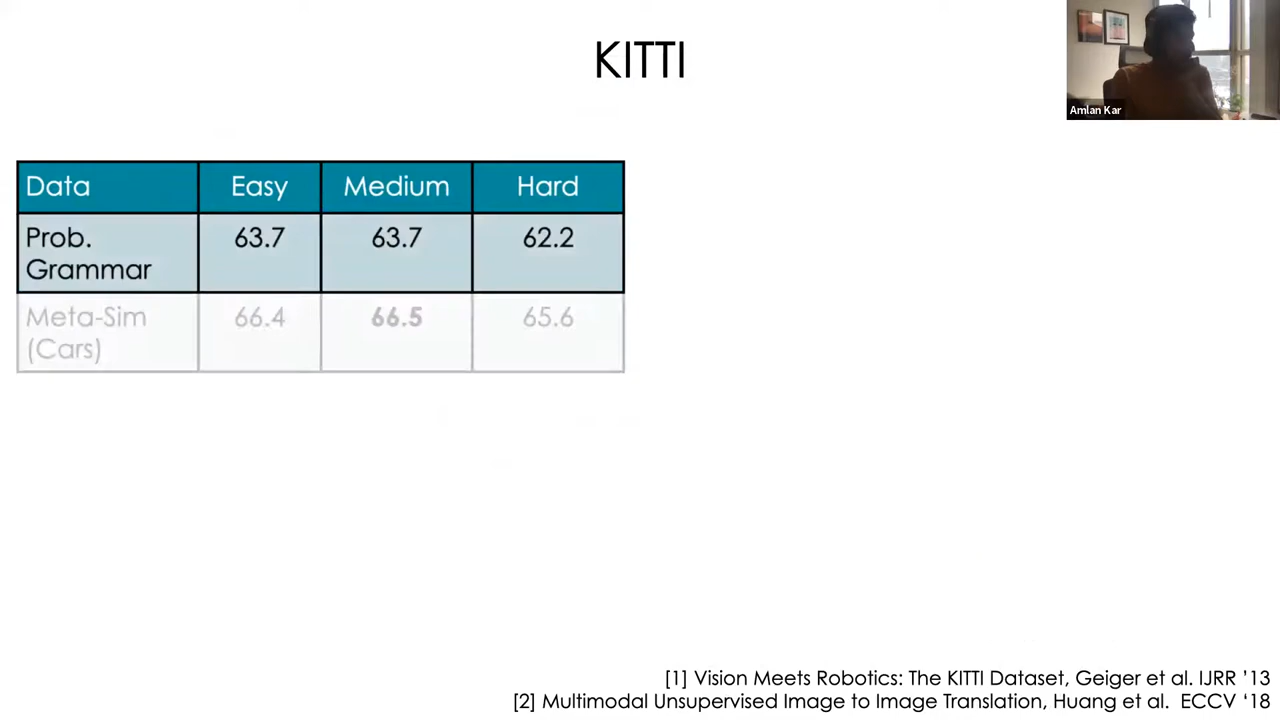 KITTI
Amlan Kar
Data Easy Medium Hard
Prob. Grammar 63.7 63.7 62.2
Meta-Sim (Cars) 66.4 66.5 65.6
[1] Vision Meets Robotics: The KITTI Dataset, Geiger et al. IJRR ’13
[2] Multimodal Unsupervised Image to Image Translation, Huang et al. ECCV ‘18